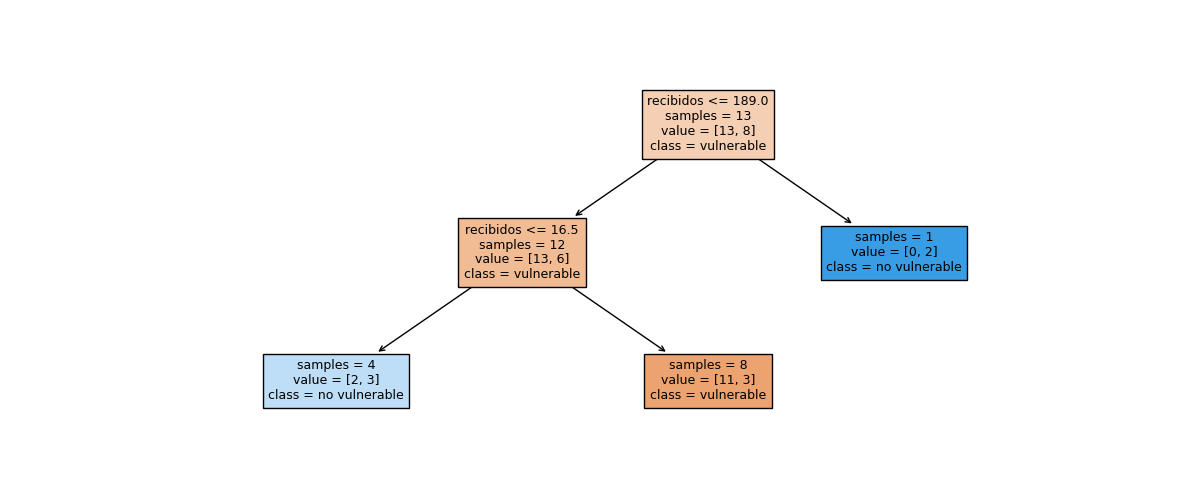 recibidos <= 189.0
samples = 13
value = [13, 8]
class = vulnerable
recibidos <= 16.5
samples = 12
value = [13, 6]
class = vulnerable
samples = 1
value = [0, 2]
class = no vulnerable
samples = 4
value = [2, 3]
class = no vulnerable
samples = 8
value = [11, 3]
class = vulnerable